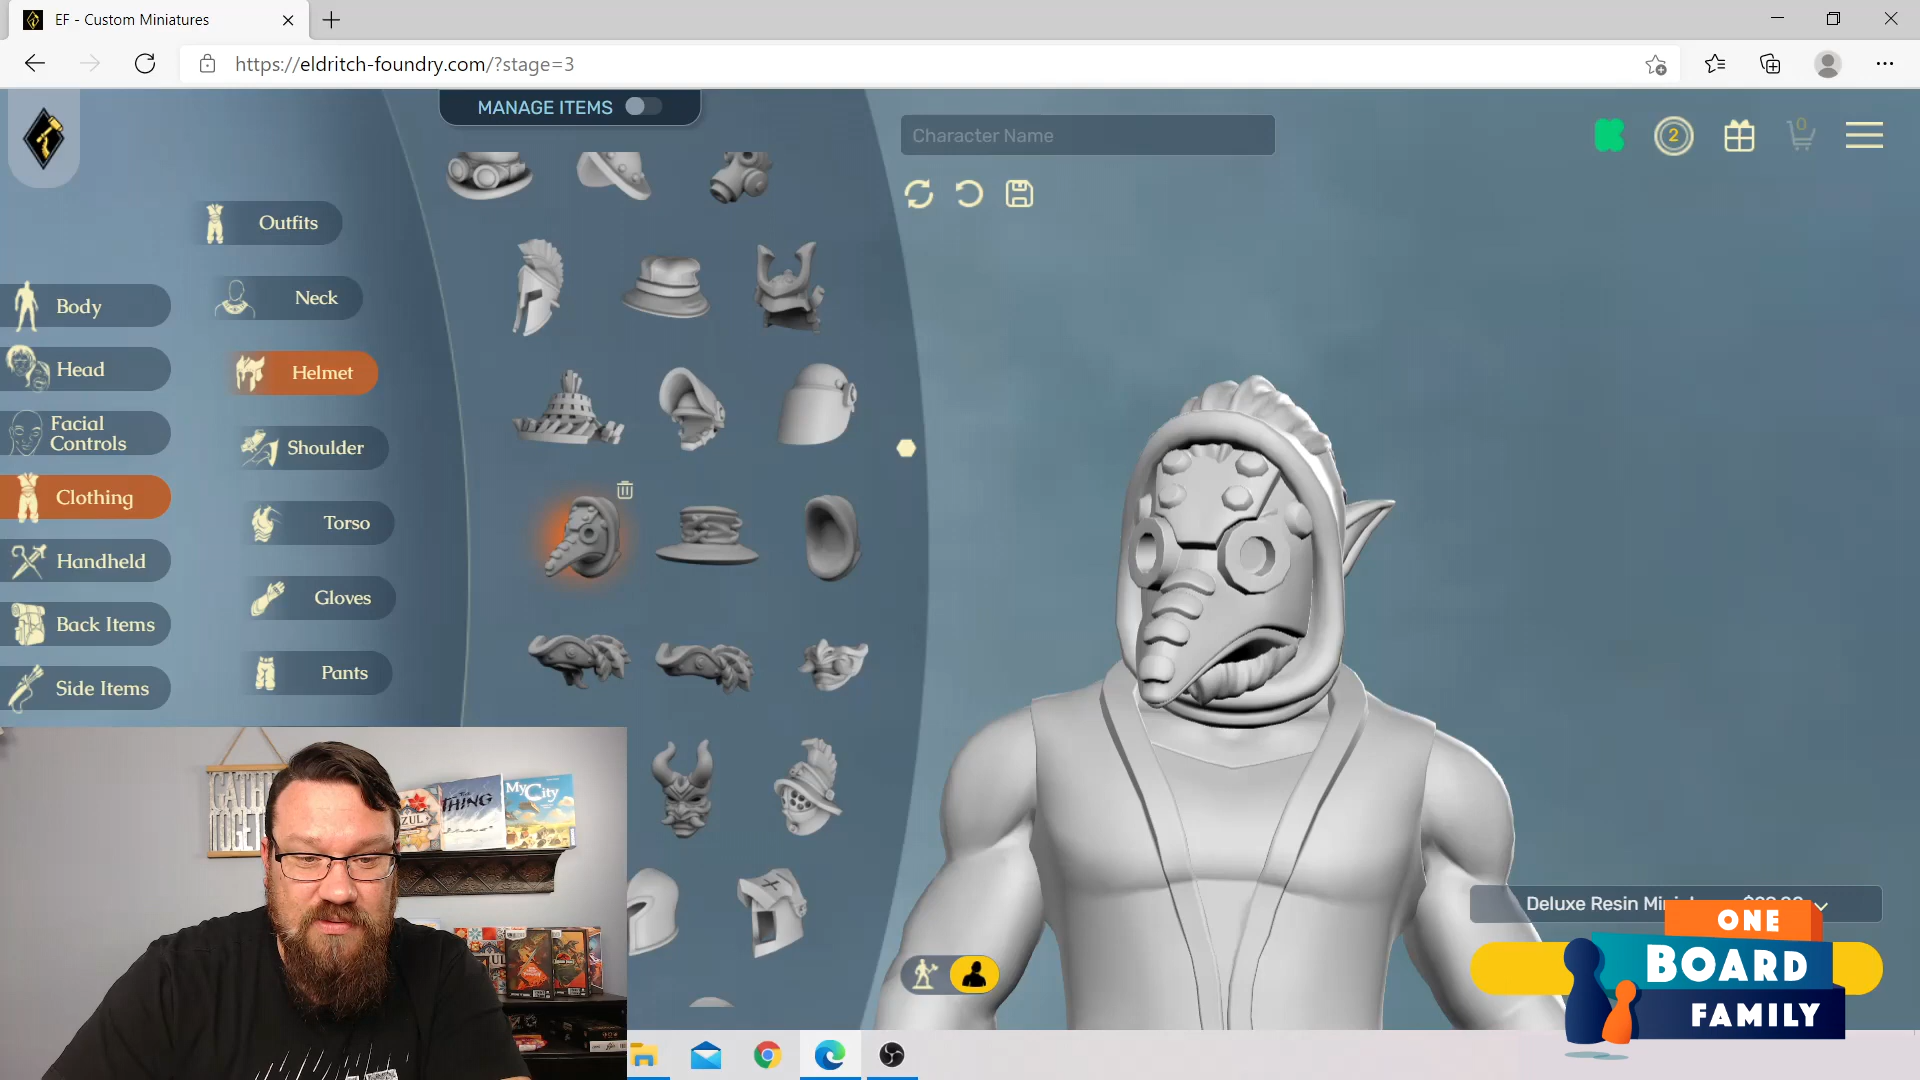 EF - Custom Miniatures
https://eldritch-foundry.com/?stage=3
MANAGE ITEMS
Character Name
2
0
Outfits
Neck
Helmet
Shoulder
Torso
Gloves
Pants
Body
Head
Facial
Controls
Clothing
Handheld
Back Items
Side Items
THING
My City
Deluxe Resin
ONE
BOARD
FAMILY